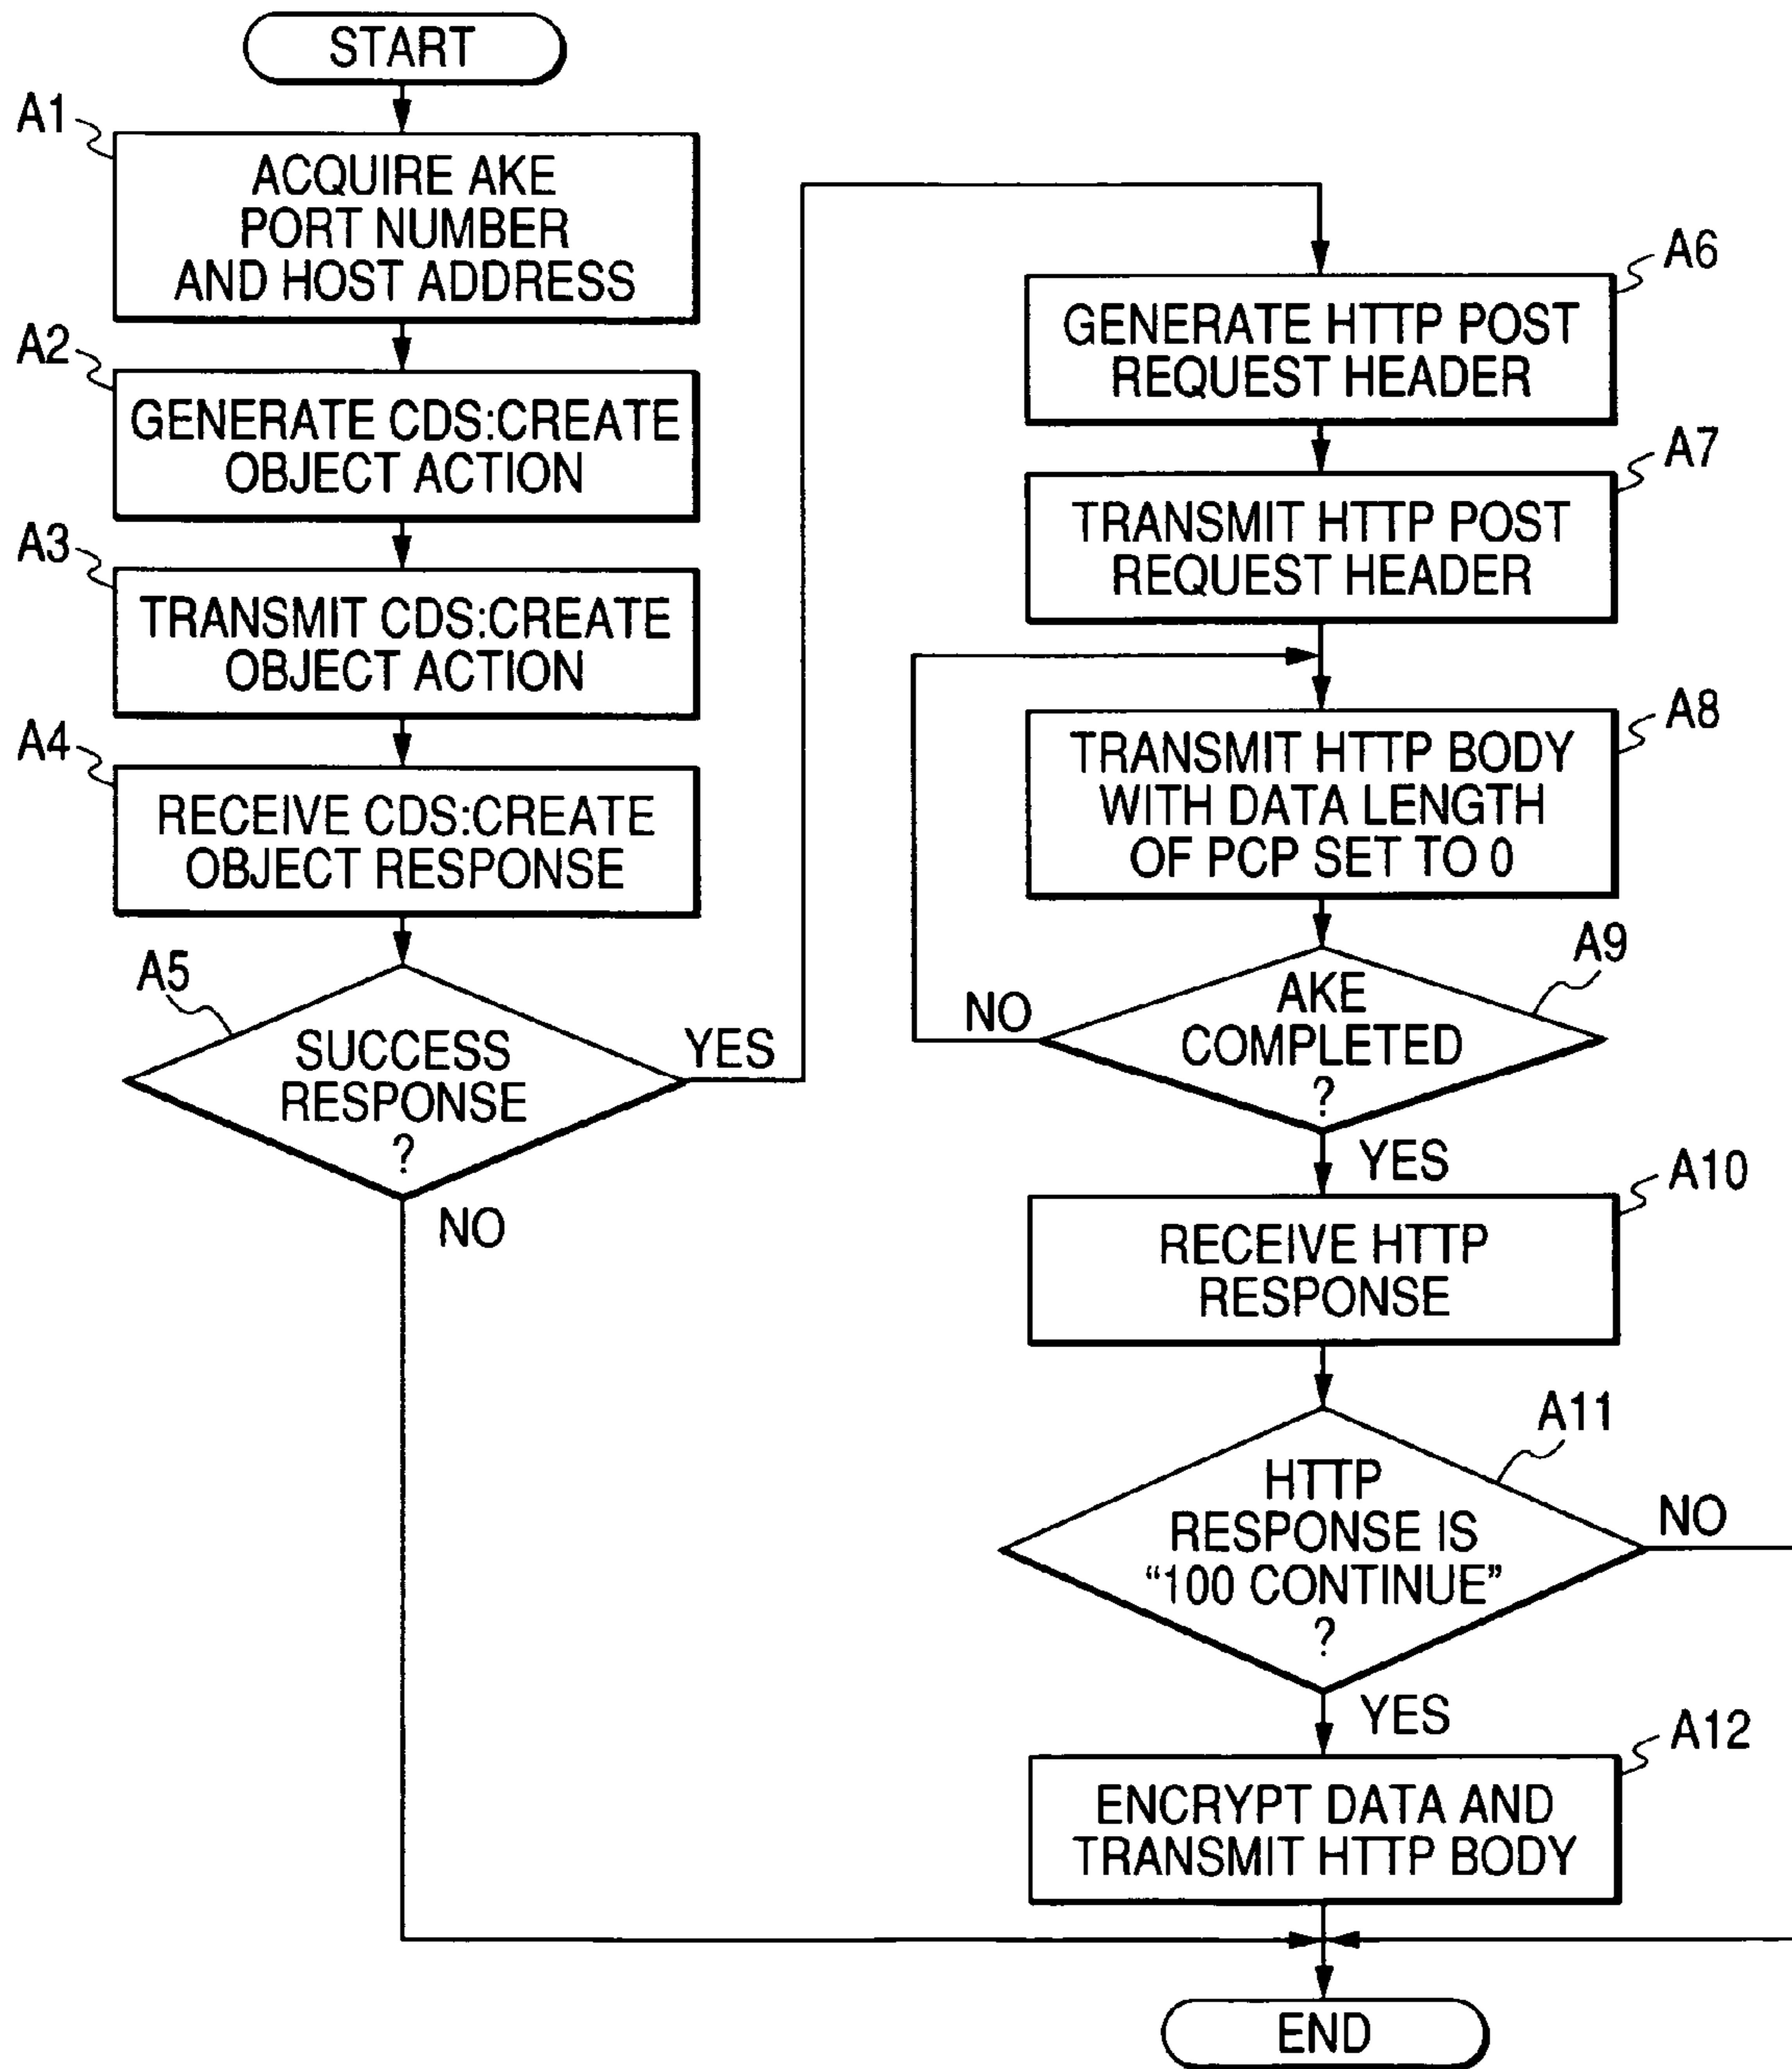 START
A1
ACQUIRE AKE
PORT NUMBER
AND HOST ADDRESS
A2
GENERATE CDS:CREATE
OBJECT ACTION
A3
TRANSMIT CDS:CREATE
OBJECT ACTION
A4
RECEIVE CDS:CREATE
OBJECT RESPONSE
A5
SUCCESS
RESPONSE
?
YES
NO
A6
GENERATE HTTP POST
REQUEST HEADER
A7
TRANSMIT HTTP POST
REQUEST HEADER
A8
TRANSMIT HTTP BODY
WITH DATA LENGTH
OF PCP SET TO 0
A9
AKE
COMPLETED
?
NO
YES
A10
RECEIVE HTTP
RESPONSE
A11
HTTP
RESPONSE IS
“100 CONTINUE”
?
NO
YES
A12
ENCRYPT DATA AND
TRANSMIT HTTP BODY
END